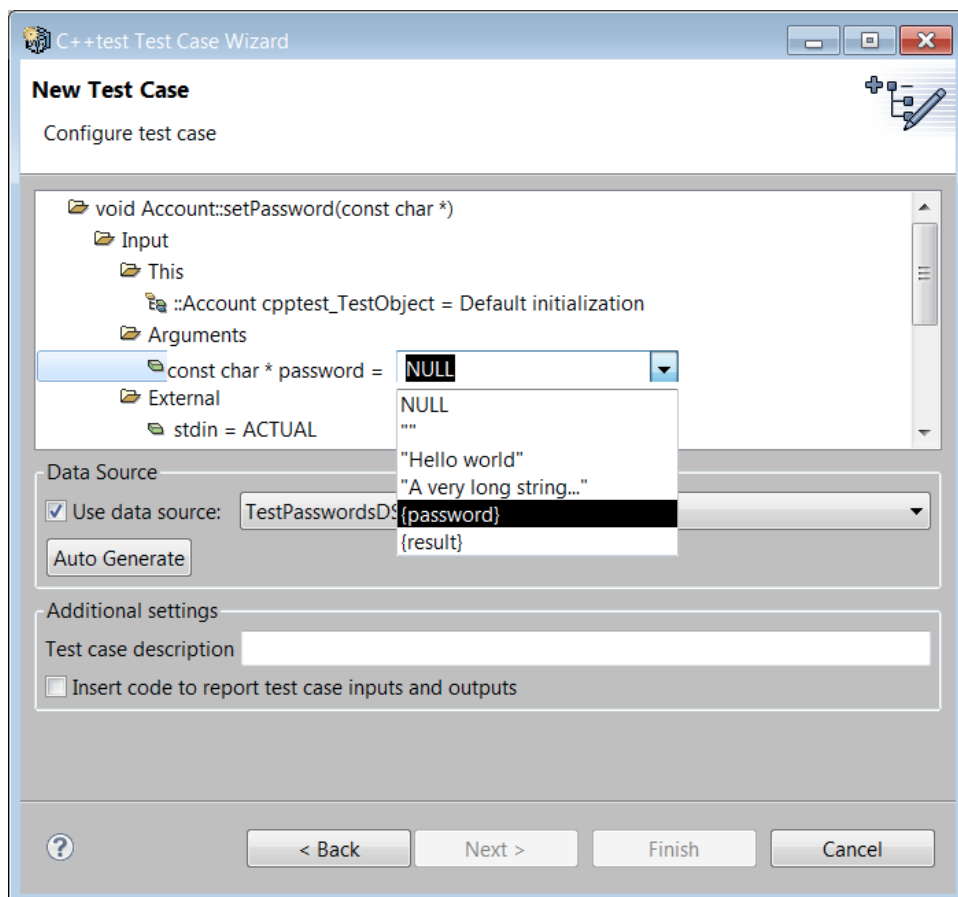 C++test Test Case Wizard
New Test Case
Configure test case
void Account::setPassword(const char *)
Input
This
::Account cpptest_TestObject = Default initialization
Arguments
const char * password = NULL
External
NULL
stdin = ACTUAL
""
"Hello world"
Data Source
"A very long string..."
Use data source: TestPasswordsDS
{password}
{result}
Auto Generate
Additional settings
Test case description
Insert code to report test case inputs and outputs
?
< Back Next > Finish Cancel